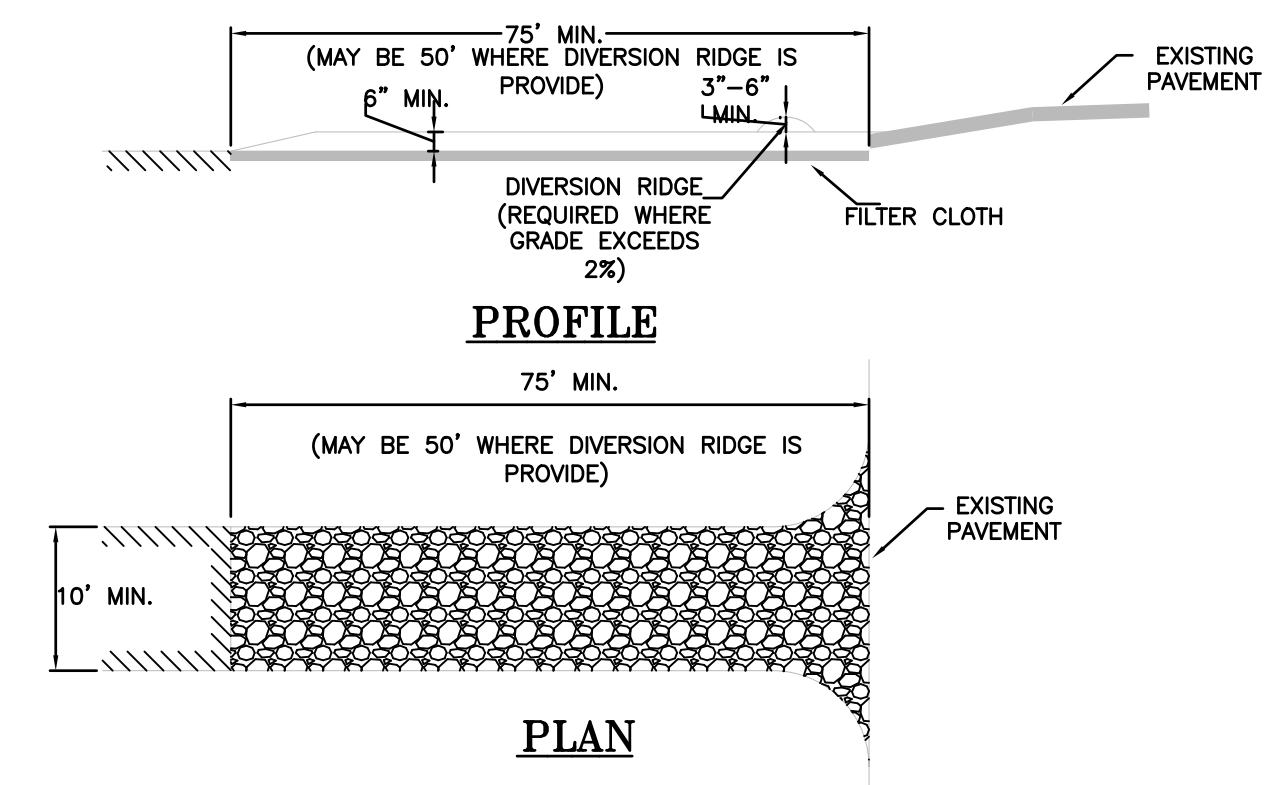 75' MIN.
(MAY BE 50' WHERE DIVERSION RIDGE IS
PROVIDE)
6" MIN.
3"-6"
MIN.
EXISTING
PAVEMENT
DIVERSION RIDGE
(REQUIRED WHERE
GRADE EXCEEDS
2%)
FILTER CLOTH
PROFILE
75' MIN.
(MAY BE 50' WHERE DIVERSION RIDGE IS
PROVIDE)
EXISTING
PAVEMENT
10' MIN.
PLAN